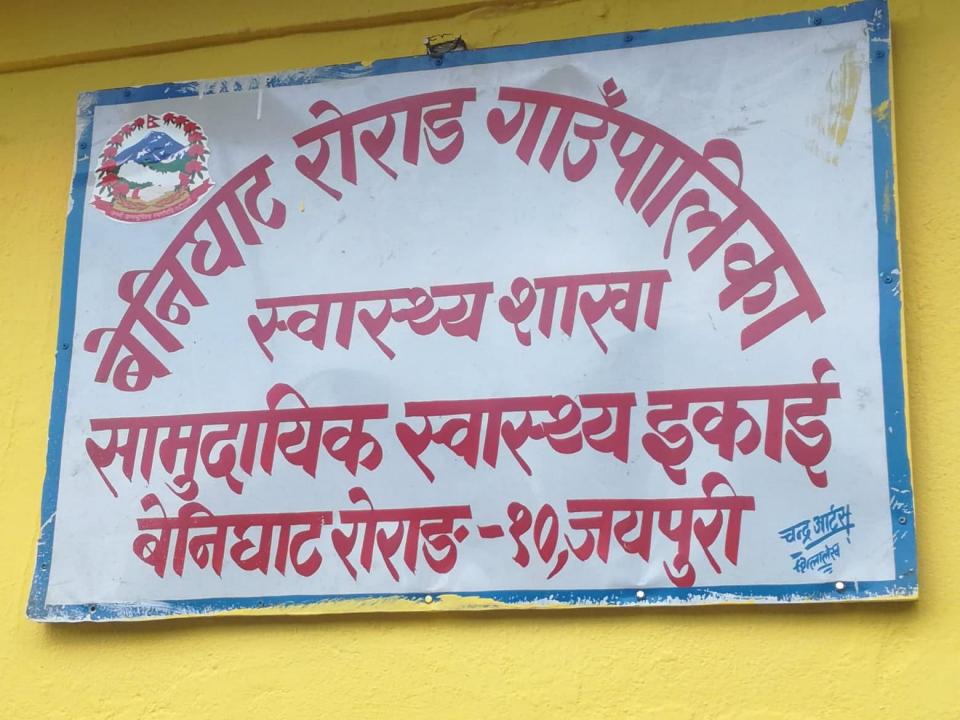 बेनिघाट रोराङ गाउँपालिका
स्वास्थ्य शाखा
सामुदायिक स्वास्थ्य इकाई
बेनिघाट रोराङ -१०, जयपुरी
चन्द्र आर्टस्